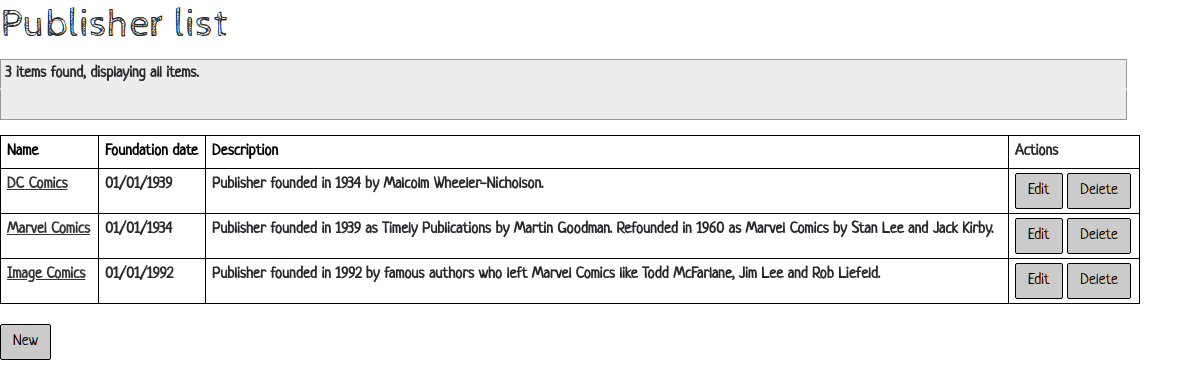 Publisher list
3 items found, displaying all items.
Name Foundation date Description Actions
DC Comics 01/01/1939 Publisher founded in 1934 by Malcolm Wheeler-Nicholson. Edit Delete
Marvel Comics 01/01/1934 Publisher founded in 1939 as Timely Publications by Martin Goodman. Refounded in 1960 as Marvel Comics by Stan Lee and Jack Kirby. Edit Delete
Image Comics 01/01/1992 Publisher founded in 1992 by famous authors who left Marvel Comics like Todd McFarlane, Jim Lee and Rob Liefeld. Edit Delete
New